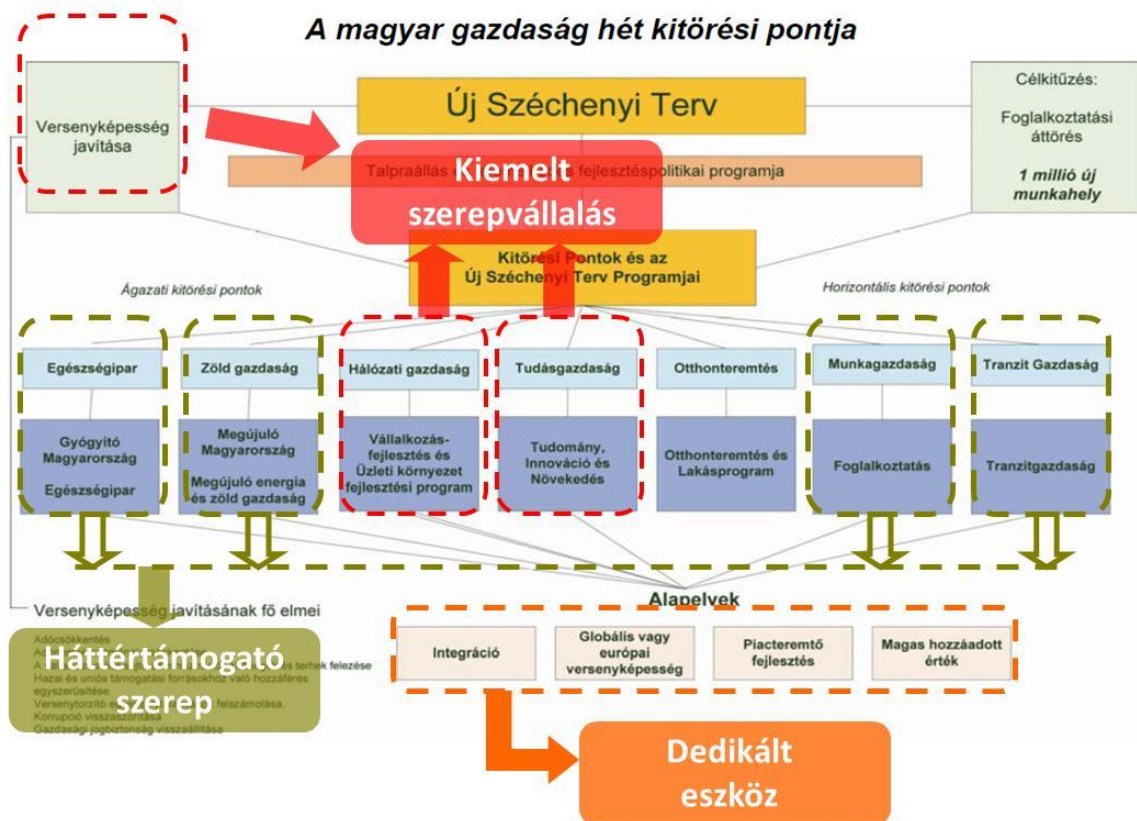 A magyar gazdaság hét kitörési pontja
Versenyképesség
javítása
Új Széchenyi Terv
Célkitűzés:
Foglalkoztatási
áttörés
1 millió új
munkahely
Talpraállás fejlesztéspolitikai programja
Kiemelt
szerepvállalás
Kitörési Pontok és az
Új Széchenyi Terv Programjai
Ágazati kitörési pontok
Horizontális kitörési pontok
Egészségipar
Zöld gazdaság
Hálózati gazdaság
Tudásgazdaság
Otthonteremtés
Munkagazdaság
Tranzit Gazdaság
Gyógyító
Magyarország
Egészségipar
Megújuló
Magyarország
Megújuló energia
és zöld gazdaság
Vállalkozás-
fejlesztés és
Üzleti környezet
fejlesztési program
Tudomány,
Innováció és
Növekedés
Otthonteremtés és
Lakásprogram
Foglalkoztatás
Tranzitgazdaság
Versenyképesség javításának fő elmei
Adócsökkentés
A terhek felezése
Hazai és uniós támogatási forrásokhoz való hozzáférés
egyszerűsítése
Versenytorzító felszámolása,
Korrupció visszaszorítása
Gazdasági jogbiztonság visszaállítása
Háttértámogató
szerep
Alapelvek
Integráció
Globális vagy
európai
versenyképesség
Piacteremtő
fejlesztés
Magas hozzáadott
érték
Dedikált
eszköz